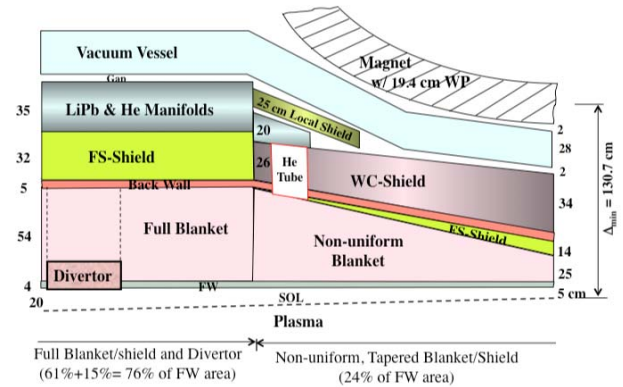 Vacuum Vessel
Magnet
w/ 19.4 cm WP
Gap
35
LiPb & He Manifolds
25 cm Local Shield
20
2
28
2
32
FS-Shield
26
He
Tube
WC-Shield
34
Δmin = 130.7 cm
5
Back Wall
54
Full Blanket
Non-uniform
Blanket
FS-Shield
14
25
Divertor
4
FW
5 cm
20
SOL
Plasma
Full Blanket/shield and Divertor
(61%+15%= 76% of FW area)
Non-uniform, Tapered Blanket/Shield
(24% of FW area)